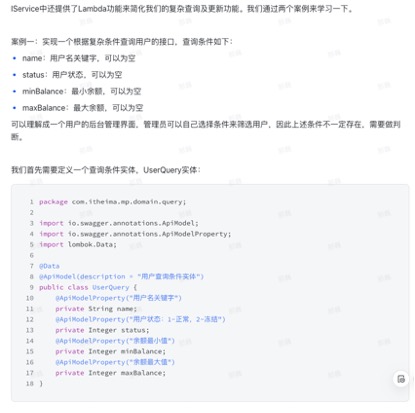 IService中还提供了Lambda功能来简化我们的复杂查询及更新功能。我们通过两个案例来学习一下。
案例一：实现一个根据复杂条件查询用户的接口，查询条件如下：
• name：用户名关键字，可以为空
• status：用户状态，可以为空
• minBalance：最小余额，可以为空
• maxBalance：最大余额，可以为空
可以理解成一个用户的后台管理界面，管理员可以自己选择条件来筛选用户，因此上述条件不一定存在，需要做判
断。
我们首先需要定义一个查询条件实体，UserQuery实体：
1 package com.itheima.mp.domain.query;
2
3 import io.swagger.annotations.ApiModel;
4 import io.swagger.annotations.ApiModelProperty;
5 import lombok.Data;
6
7 @Data
8 @ApiModel(description = "用户查询条件实体")
9 public class UserQuery {
10 @ApiModelProperty("用户名关键字")
11 private String name;
12 @ApiModelProperty("用户状态：1-正常，2-冻结")
13 private Integer status;
14 @ApiModelProperty("余额最小值")
15 private Integer minBalance;
16 @ApiModelProperty("余额最大值")
17 private Integer maxBalance;
18 }